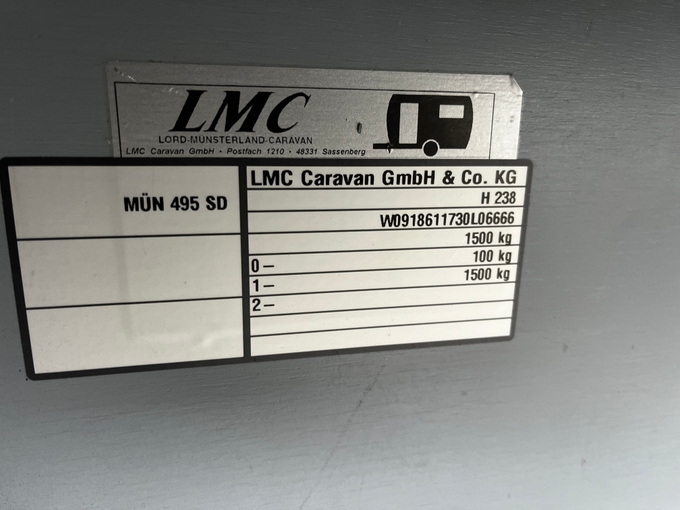 LMC
LORD-MÜNSTERLAND-CARAVAN
LMC Caravan GmbH - Postfach 1210 - 48331 Sassenberg
LMC Caravan GmbH & Co. KG
MÜN 495 SD
H 238
W0918611730L06666
1500 kg
0– 100 kg
1– 1500 kg
2–